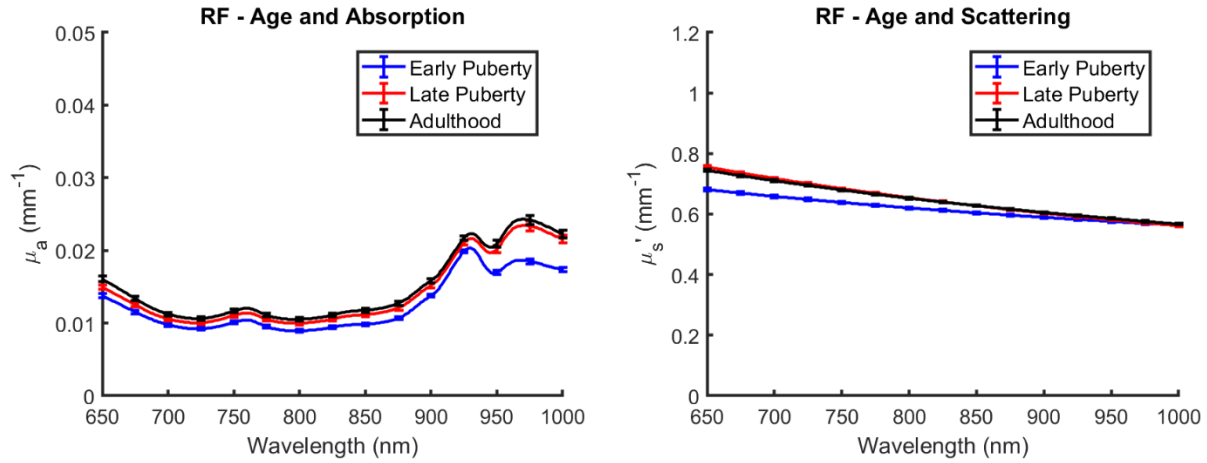 RF - Age and Absorption
0.05
0.04
0.03
0.02
0.01
0
μa (mm-1)
Early Puberty
Late Puberty
Adulthood
650 700 750 800 850 900 950 1000
Wavelength (nm)
RF - Age and Scattering
1.2
1
0.8
0.6
0.4
0.2
0
μs' (mm-1)
Early Puberty
Late Puberty
Adulthood
650 700 750 800 850 900 950 1000
Wavelength (nm)